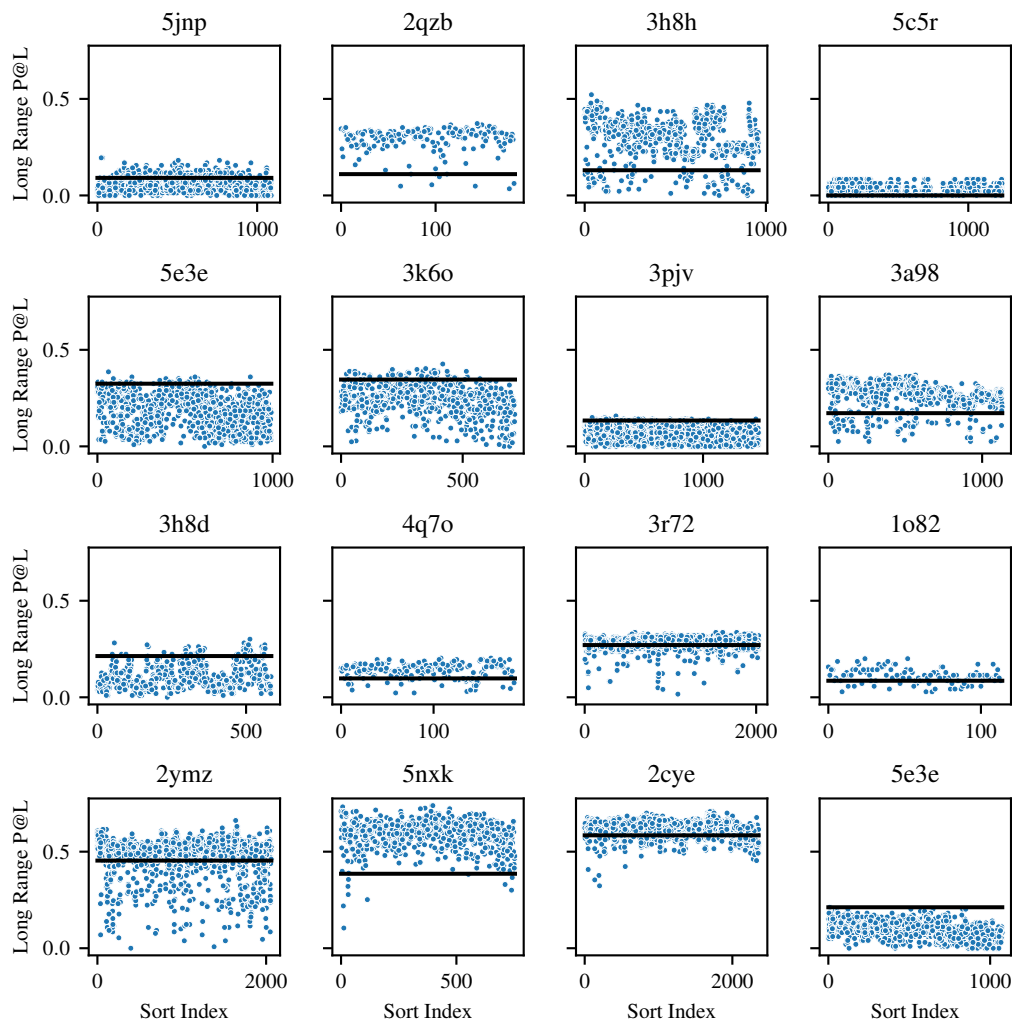 5jnp 2qzb 3h8h 5c5r
Long Range P@L
0.5
0.0
0 1000 0 100 0 1000 0 1000
5e3e 3k6o 3pjv 3a98
Long Range P@L
0.5
0.0
0 1000 0 500 0 1000 0 1000
3h8d 4q7o 3r72 1o82
Long Range P@L
0.5
0.0
0 500 0 100 0 2000 0 100
2ymz 5nxk 2cye 5e3e
Long Range P@L
0.5
0.0
0 2000 0 500 0 2000 0 1000
Sort Index Sort Index Sort Index Sort Index